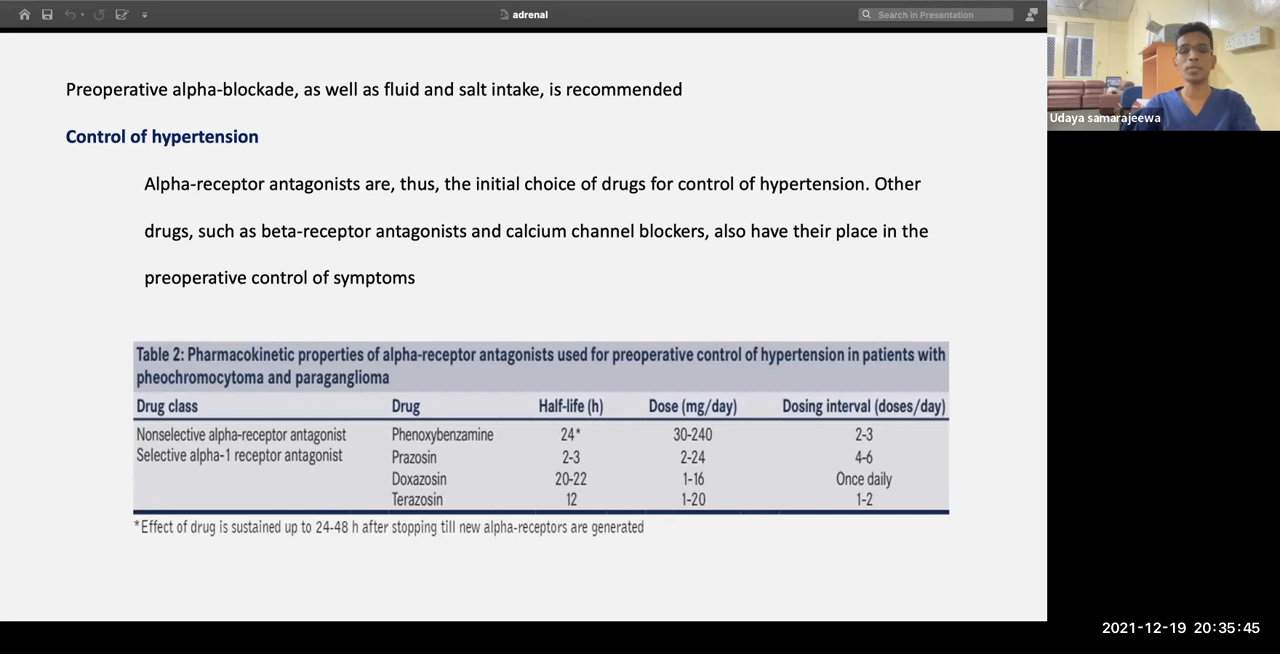 adrenal
Search in Presentation
Preoperative alpha-blockade, as well as fluid and salt intake, is recommended
Control of hypertension
Alpha-receptor antagonists are, thus, the initial choice of drugs for control of hypertension. Other
drugs, such as beta-receptor antagonists and calcium channel blockers, also have their place in the
preoperative control of symptoms
Table 2: Pharmacokinetic properties of alpha-receptor antagonists used for preoperative control of hypertension in patients with
pheochromocytoma and paraganglioma
Drug class Drug Half-life (h) Dose (mg/day) Dosing interval (doses/day)
Nonselective alpha-receptor antagonist Phenoxybenzamine 24* 30-240 2-3
Selective alpha-1 receptor antagonist Prazosin 2-3 2-24 4-6
Doxazosin 20-22 1-16 Once daily
Terazosin 12 1-20 1-2
*Effect of drug is sustained up to 24-48 h after stopping till new alpha-receptors are generated
Udaya samarajeewa
2021-12-19 20:35:45